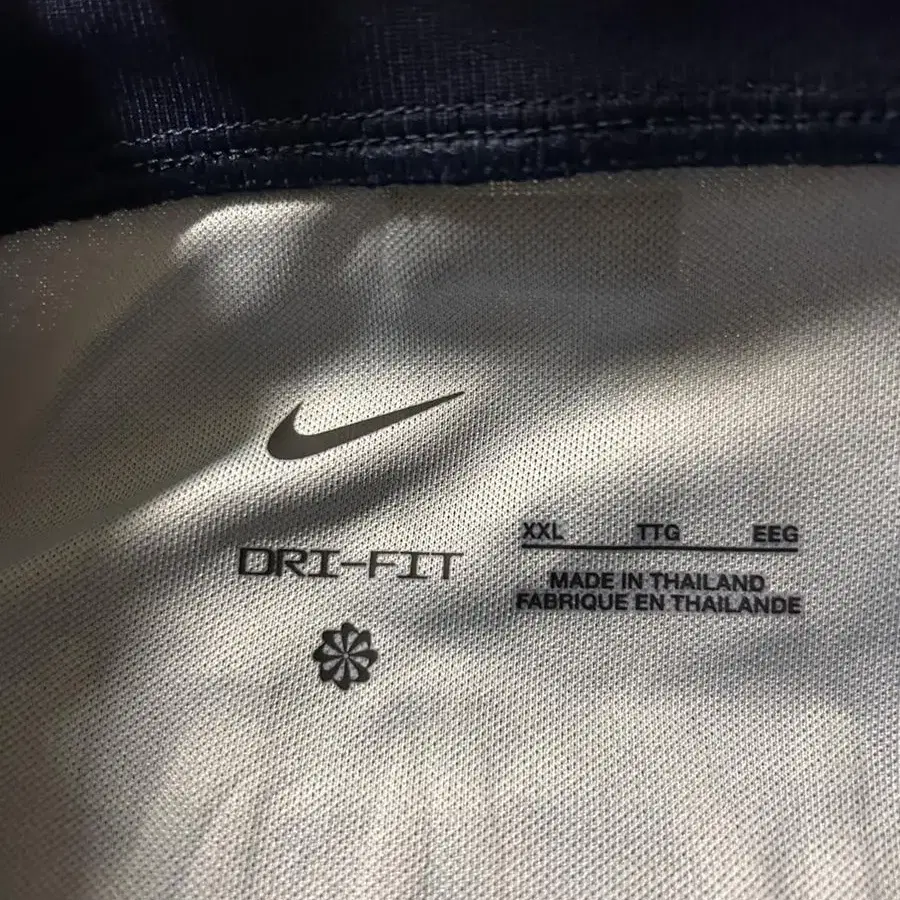 DRI-FIT
XXL TTG EEG
MADE IN THAILAND
FABRIQUE EN THAILANDE